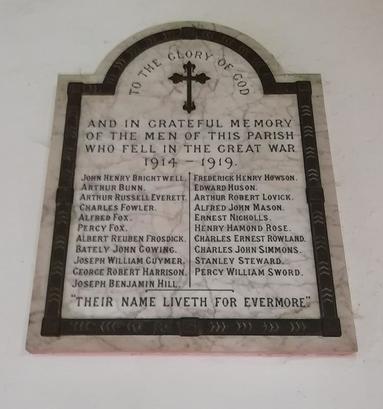 TO THE GLORY OF GOD
AND IN GRATEFUL MEMORY
OF THE MEN OF THIS PARISH
WHO FELL IN THE GREAT WAR
1914 - 1919.
JOHN HENRY BRIGHTWELL.
ARTHUR BUNN.
ARTHUR RUSSELL EVERETT.
CHARLES FOWLER.
ALFRED FOX.
PERCY FOX.
ALBERT REUBEN FROSDICK.
BATELY JOHN GOWING.
JOSEPH WILLIAM GUYMER.
GEORGE ROBERT HARRISON.
JOSEPH BENJAMIN HILL.
FREDERICK HENRY HOWSON.
EDWARD HUSON.
ARTHUR ROBERT LOVICK.
ALFRED JOHN MASON.
ERNEST NICHOLLS.
HENRY HAMOND ROSE.
CHARLES ERNEST ROWLAND.
CHARLES JOHN SIMMONS.
STANLEY STEWARD.
PERCY WILLIAM SWORD.
"THEIR NAME LIVETH FOR EVERMORE"